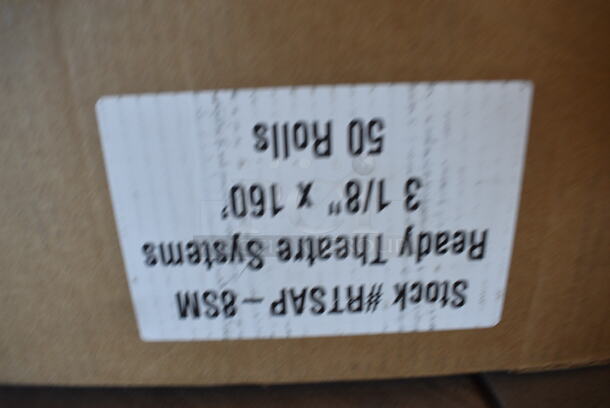 Stock #RTSAP-8SM
Ready Theatre Systems
3 1/8" x 160'
50 Rolls